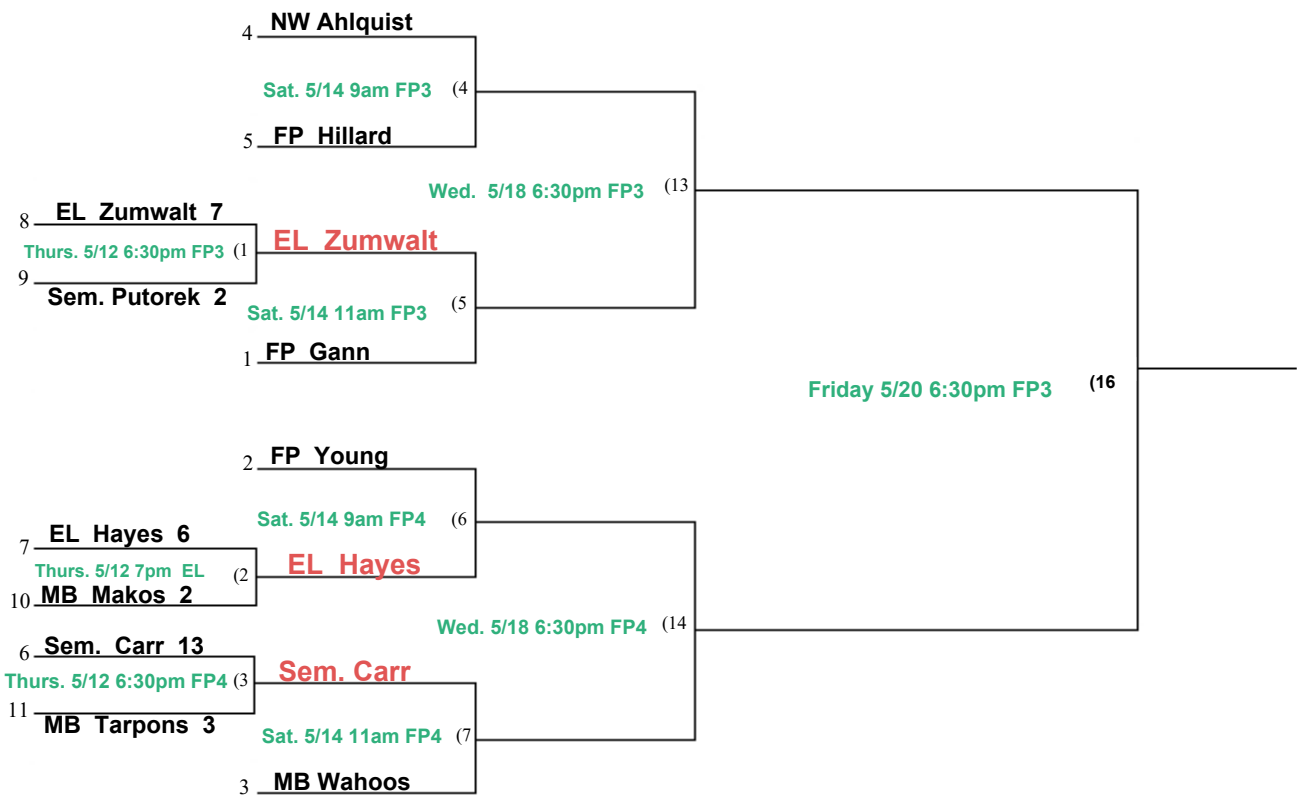 4 NW Ahlquist
Sat. 5/14 9am FP3 (4
5 FP Hillard
Wed. 5/18 6:30pm FP3 (13
8 EL Zumwalt 7
Thurs. 5/12 6:30pm FP3 (1
EL Zumwalt
9 Sem. Putorek 2
Sat. 5/14 11am FP3 (5
1 FP Gann
Friday 5/20 6:30pm FP3 (16
2 FP Young
Sat. 5/14 9am FP4 (6
7 EL Hayes 6
Thurs. 5/12 7pm EL (2
EL Hayes
10 MB Makos 2
Wed. 5/18 6:30pm FP4 (14
6 Sem. Carr 13
Thurs. 5/12 6:30pm FP4 (3
Sem. Carr
11 MB Tarpons 3
Sat. 5/14 11am FP4 (7
3 MB Wahoos